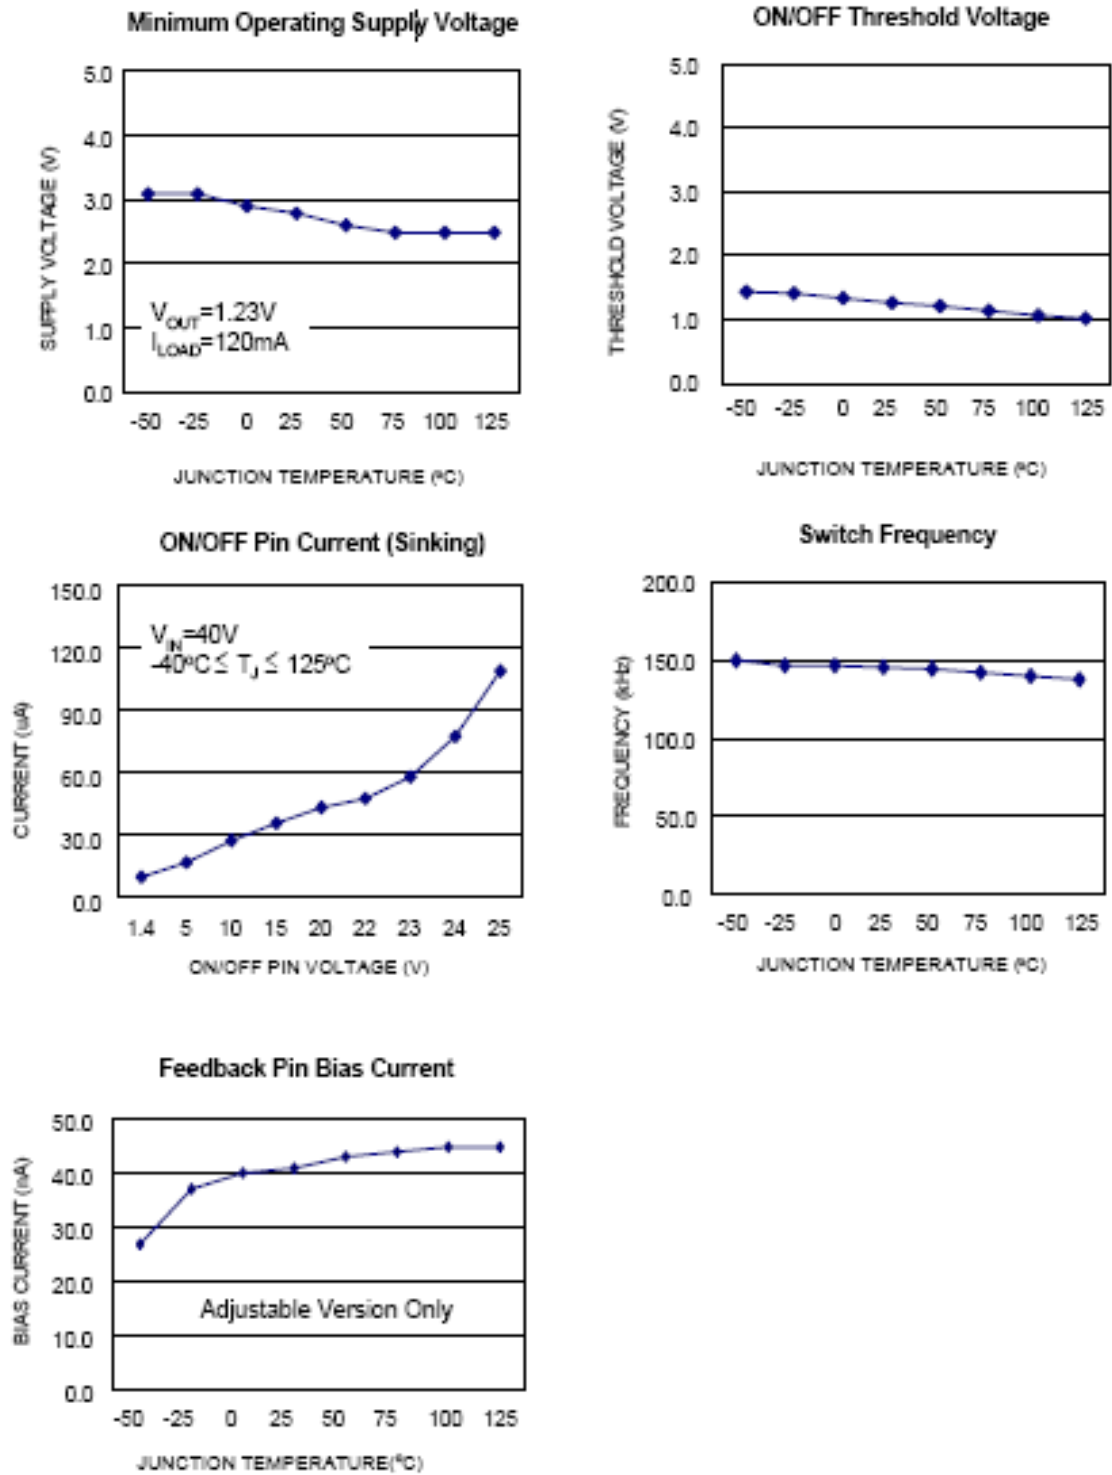 Minimum Operating Supply Voltage
5.0
4.0
3.0
2.0
1.0
0.0
SUPPLY VOLTAGE (V)
VOUT=1.23V
ILOAD=120mA
-50 -25 0 25 50 75 100 125
JUNCTION TEMPERATURE (ºC)
ON/OFF Threshold Voltage
5.0
4.0
3.0
2.0
1.0
0.0
THRESHOLD VOLTAGE (V)
-50 -25 0 25 50 75 100 125
JUNCTION TEMPERATURE (ºC)
ON/OFF Pin Current (Sinking)
150.0
120.0
90.0
60.0
30.0
0.0
CURRENT (uA)
VIN=40V
-40ºC ≤ TJ ≤ 125ºC
1.4 5 10 15 20 22 23 24 25
ON/OFF PIN VOLTAGE (V)
Switch Frequency
200.0
150.0
100.0
50.0
0.0
FREQUENCY (kHz)
-50 -25 0 25 50 75 100 125
JUNCTION TEMPERATURE (ºC)
Feedback Pin Bias Current
50.0
40.0
30.0
20.0
10.0
0.0
BIAS CURRENT (nA)
Adjustable Version Only
-50 -25 0 25 50 75 100 125
JUNCTION TEMPERATURE(ºC)